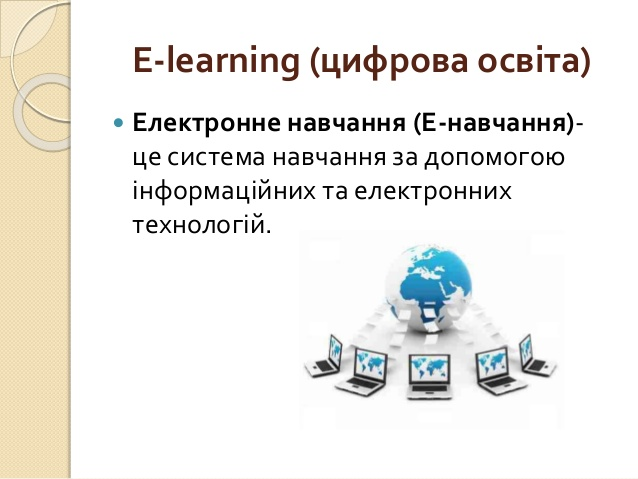 E-learning (цифрова освіта)
Електронне навчання (Е-навчання)-
це система навчання за допомогою
інформаційних та електронних
технологій.